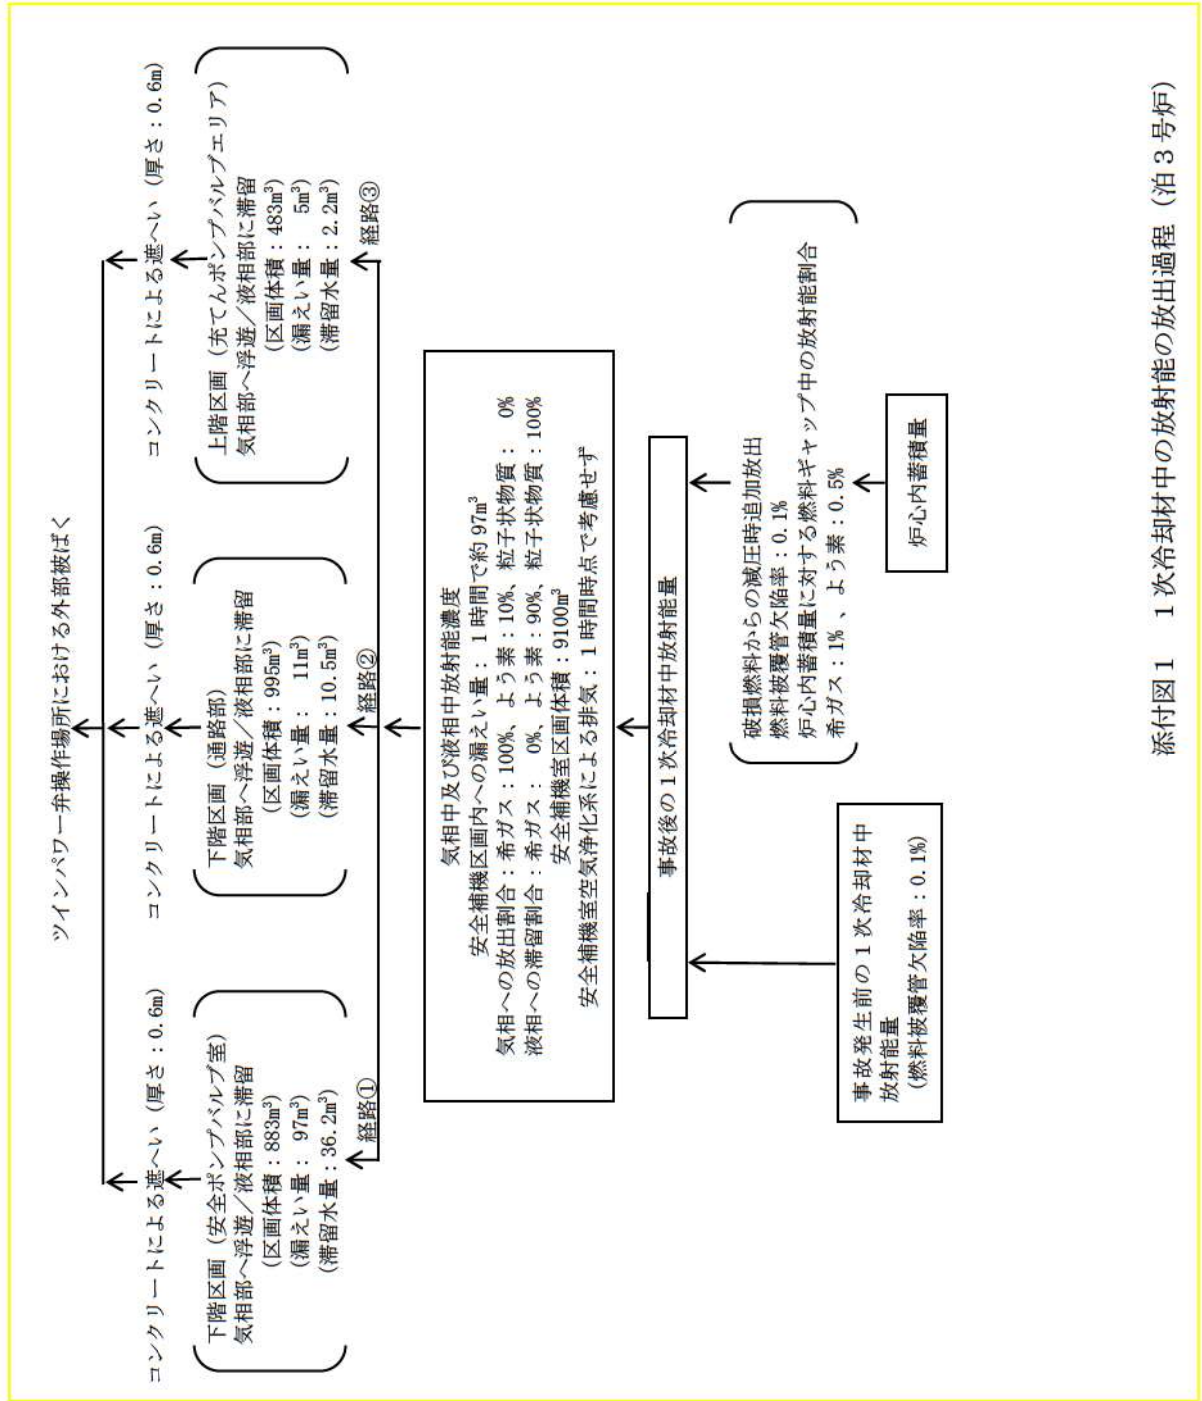 ツインパワー弁操作場所における外部被ばく
コンクリートによる遮へい（厚さ：0.6m）
コンクリートによる遮へい（厚さ：0.6m）
コンクリートによる遮へい（厚さ：0.6m）
下階区画（安全ポンプバルブ室）
気相部へ浮遊／液相部に滞留
（区画体積：883m³）
（漏えい量： 97m³）
（滞留水量：36.2m³）
経路①
下階区画（通路部）
気相部へ浮遊／液相部に滞留
（区画体積：995m³）
（漏えい量： 11m³）
（滞留水量：10.5m³）
経路②
上階区画（充てんポンプバルブエリア）
気相部へ浮遊／液相部に滞留
（区画体積：483m³）
（漏えい量： 5m³）
（滞留水量：2.2m³）
経路③
気相中及び液相中放射能濃度
安全補機区画内への漏えい量：１時間で約97m³
気相への放出割合：希ガス：100%、よう素：10%、粒子状物質： 0%
液相への滞留割合：希ガス： 0%、よう素：90%、粒子状物質：100%
安全補機室区画体積：9100m³
安全補機室空気浄化系による排気：１時間時点で考慮せず
事故後の１次冷却材中放射能量
事故発生前の１次冷却材中
放射能量
（燃料被覆管欠陥率：0.1%）
破損燃料からの減圧時追加放出
燃料被覆管欠陥率：0.1%
炉心内蓄積量に対する燃料ギャップ中の放射能割合
希ガス：1%、よう素：0.5%
炉心内蓄積量
添付図１　１次冷却材中の放射能の放出過程（泊３号炉）